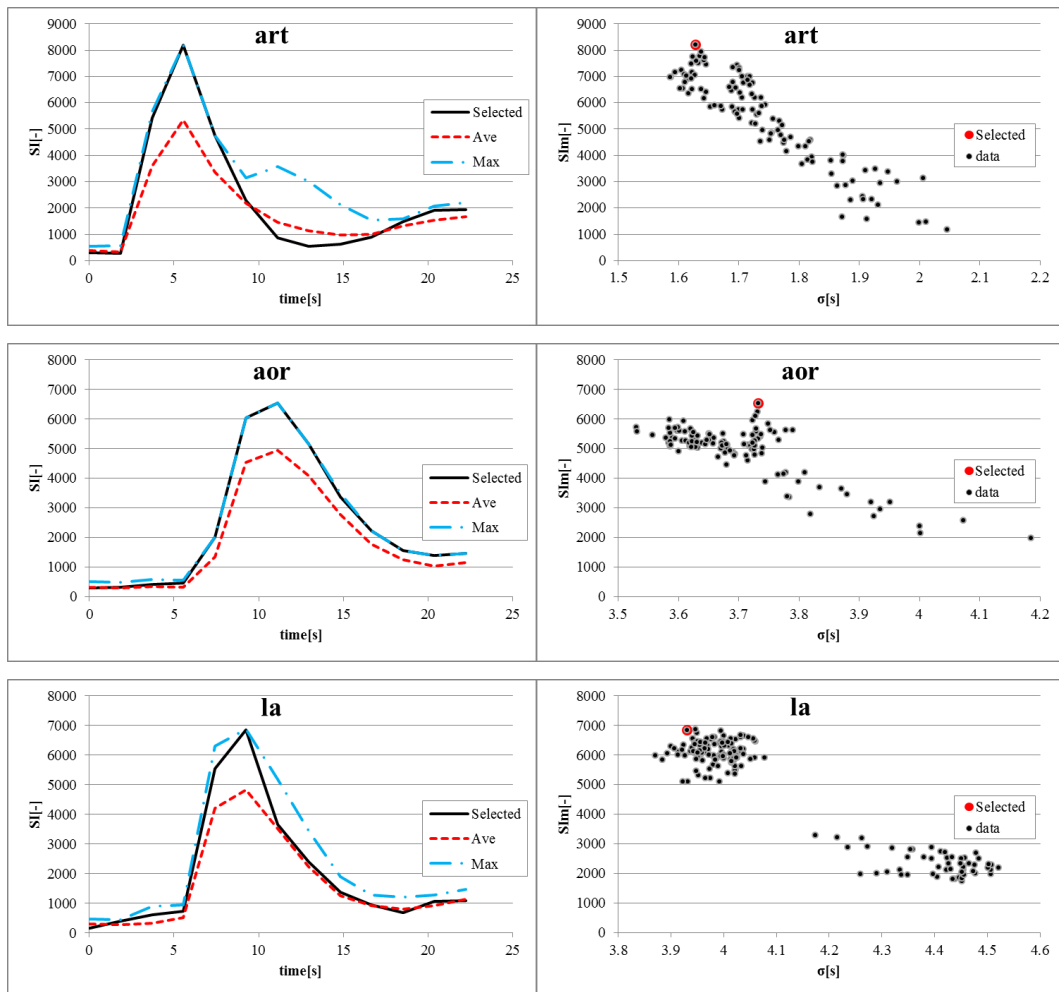 art
SI[-]
9000
8000
7000
6000
5000
4000
3000
2000
1000
0
0 5 10 15 20 25
time[s]
Selected
Ave
Max
art
SIm[-]
9000
8000
7000
6000
5000
4000
3000
2000
1000
0
1.5 1.6 1.7 1.8 1.9 2 2.1 2.2
σ[s]
Selected
data
aor
SI[-]
8000
7000
6000
5000
4000
3000
2000
1000
0
0 5 10 15 20 25
time[s]
Selected
Ave
Max
aor
SIm[-]
8000
7000
6000
5000
4000
3000
2000
1000
0
3.5 3.6 3.7 3.8 3.9 4 4.1 4.2
σ[s]
Selected
data
la
SI[-]
8000
7000
6000
5000
4000
3000
2000
1000
0
0 5 10 15 20 25
time[s]
Selected
Ave
Max
la
SIm[-]
8000
7000
6000
5000
4000
3000
2000
1000
0
3.8 3.9 4 4.1 4.2 4.3 4.4 4.5 4.6
σ[s]
Selected
data